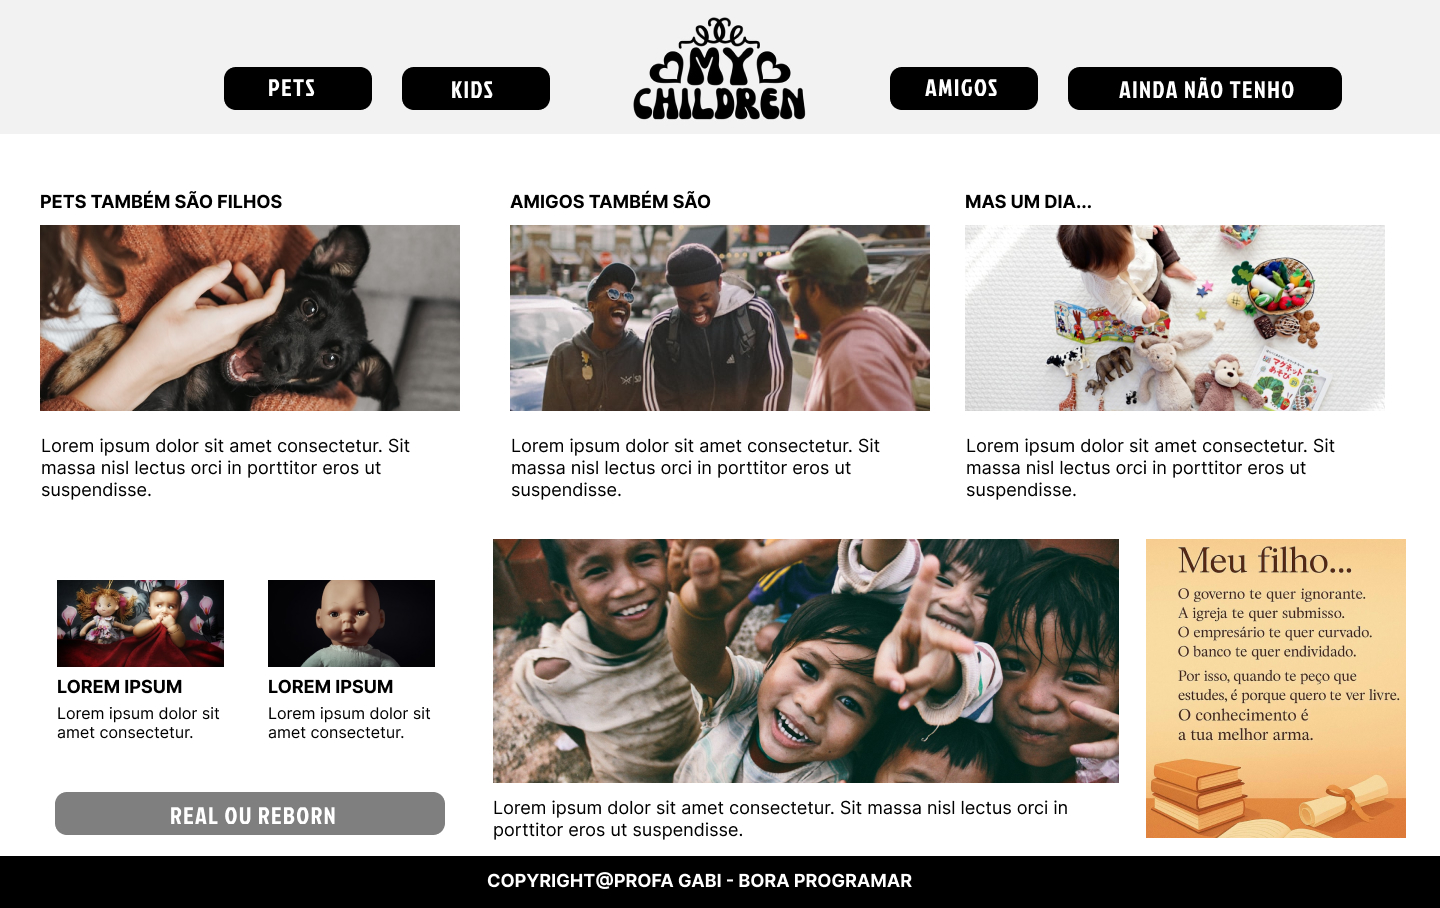 PETS
KIDS
MY
CHILDREN
AMIGOS
AINDA NÃO TENHO
PETS TAMBÉM SÃO FILHOS
AMIGOS TAMBÉM SÃO
MAS UM DIA...
Lorem ipsum dolor sit amet consectetur. Sit
massa nisl lectus orci in porttitor eros ut
suspendisse.
Lorem ipsum dolor sit amet consectetur. Sit
massa nisl lectus orci in porttitor eros ut
suspendisse.
Lorem ipsum dolor sit amet consectetur. Sit
massa nisl lectus orci in porttitor eros ut
suspendisse.
LOREM IPSUM
Lorem ipsum dolor sit
amet consectetur.
LOREM IPSUM
Lorem ipsum dolor sit
amet consectetur.
REAL OU REBORN
Lorem ipsum dolor sit amet consectetur. Sit massa nisl lectus orci in
porttitor eros ut suspendisse.
Meu filho...
O governo te quer ignorante.
A igreja te quer submisso.
O empresário te quer curvado.
O banco te quer endividado.
Por isso, quando te peço que
estudes, é porque quero te ver livre.
O conhecimento é
a tua melhor arma.
COPYRIGHT@PROFA GABI - BORA PROGRAMAR